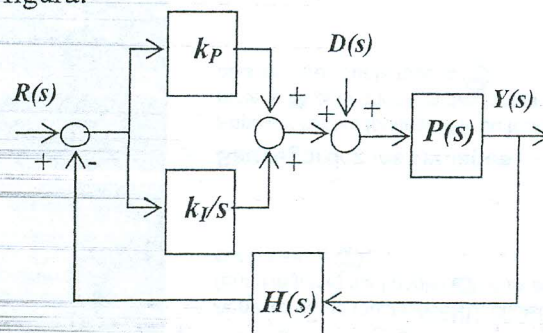 figura.
k_P
D(s)
R(s)
Y(s)
+
+
+
P(s)
+
-
+
k_I/s
H(s)